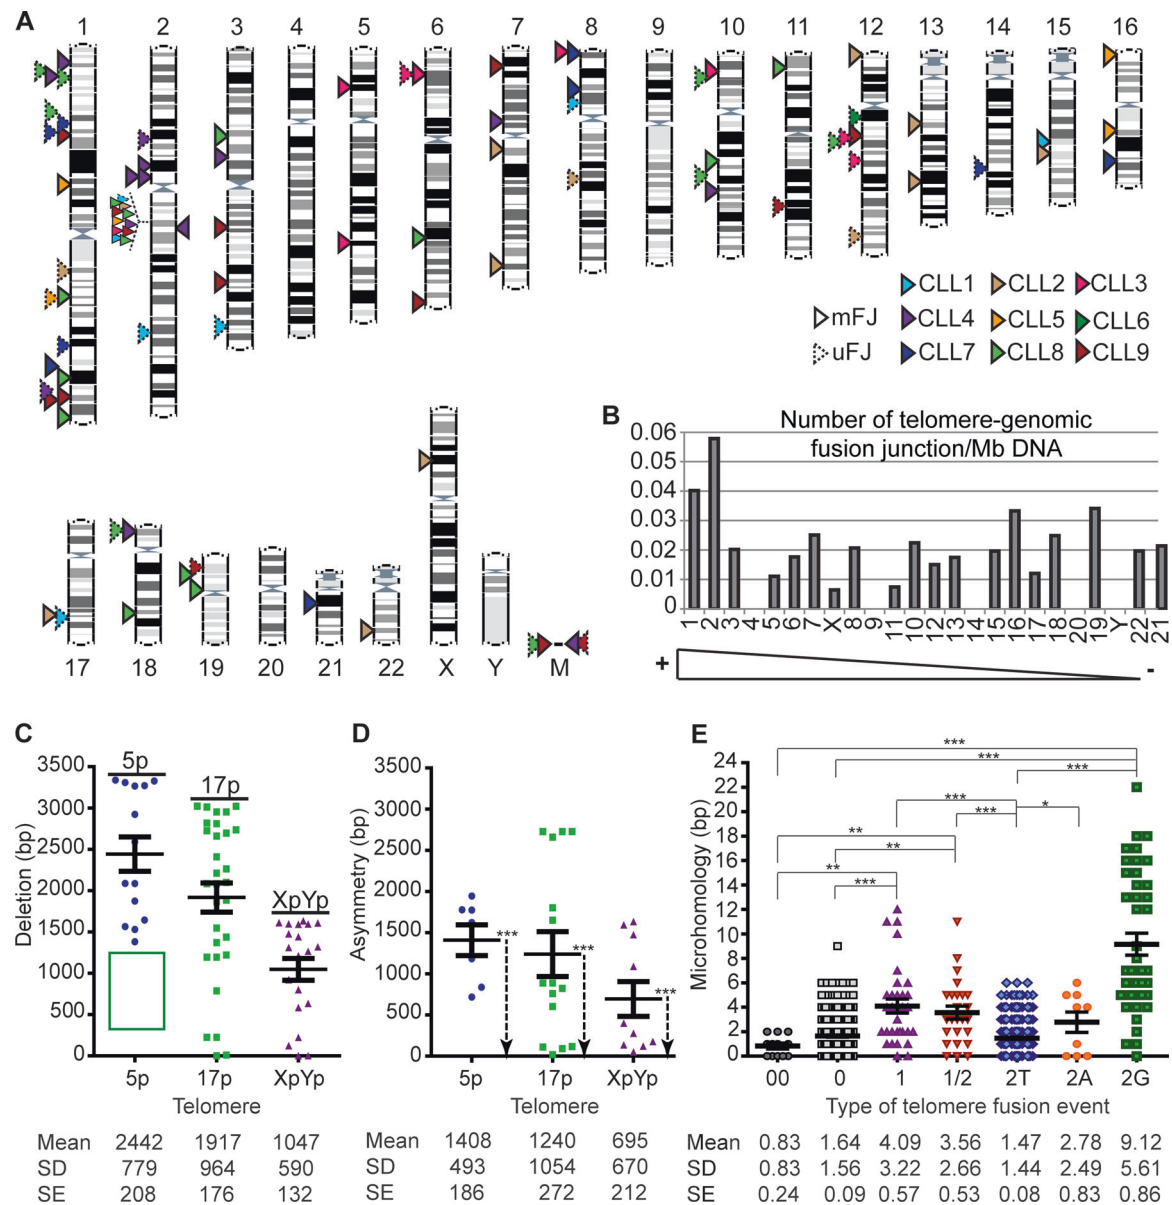 A
1 2 3 4 5 6 7 8 9 10 11 12 13 14 15 16
CLL1 CLL2 CLL3
mFJ CLL4 CLL5 CLL6
uFJ CLL7 CLL8 CLL9
17 18 19 20 21 22 X Y M
B
Number of telomere-genomic
fusion junction/Mb DNA
0.06
0.05
0.04
0.03
0.02
0.01
0
1 2 3 4 5 6 7 X 8 9 11 10 12 13 14 15 16 17 18 20 19 Y 22 21
+ -
C
Deletion (bp)
3500
3000
2500
2000
1500
1000
500
0
5p 17p XpYp
5p 17p XpYp
Telomere
Mean 2442 1917 1047
SD 779 964 590
SE 208 176 132
D
Asymmetry (bp)
3500
3000
2500
2000
1500
1000
500
0
*** *** ***
5p 17p XpYp
Telomere
Mean 1408 1240 695
SD 493 1054 670
SE 186 272 212
E
Microhomology (bp)
24
22
20
18
16
14
12
10
8
6
4
2
0
***
***
***
***
*** *
**
**
**
***
00 0 1 1/2 2T 2A 2G
Type of telomere fusion event
Mean 0.83 1.64 4.09 3.56 1.47 2.78 9.12
SD 0.83 1.56 3.22 2.66 1.44 2.49 5.61
SE 0.24 0.09 0.57 0.53 0.08 0.83 0.86